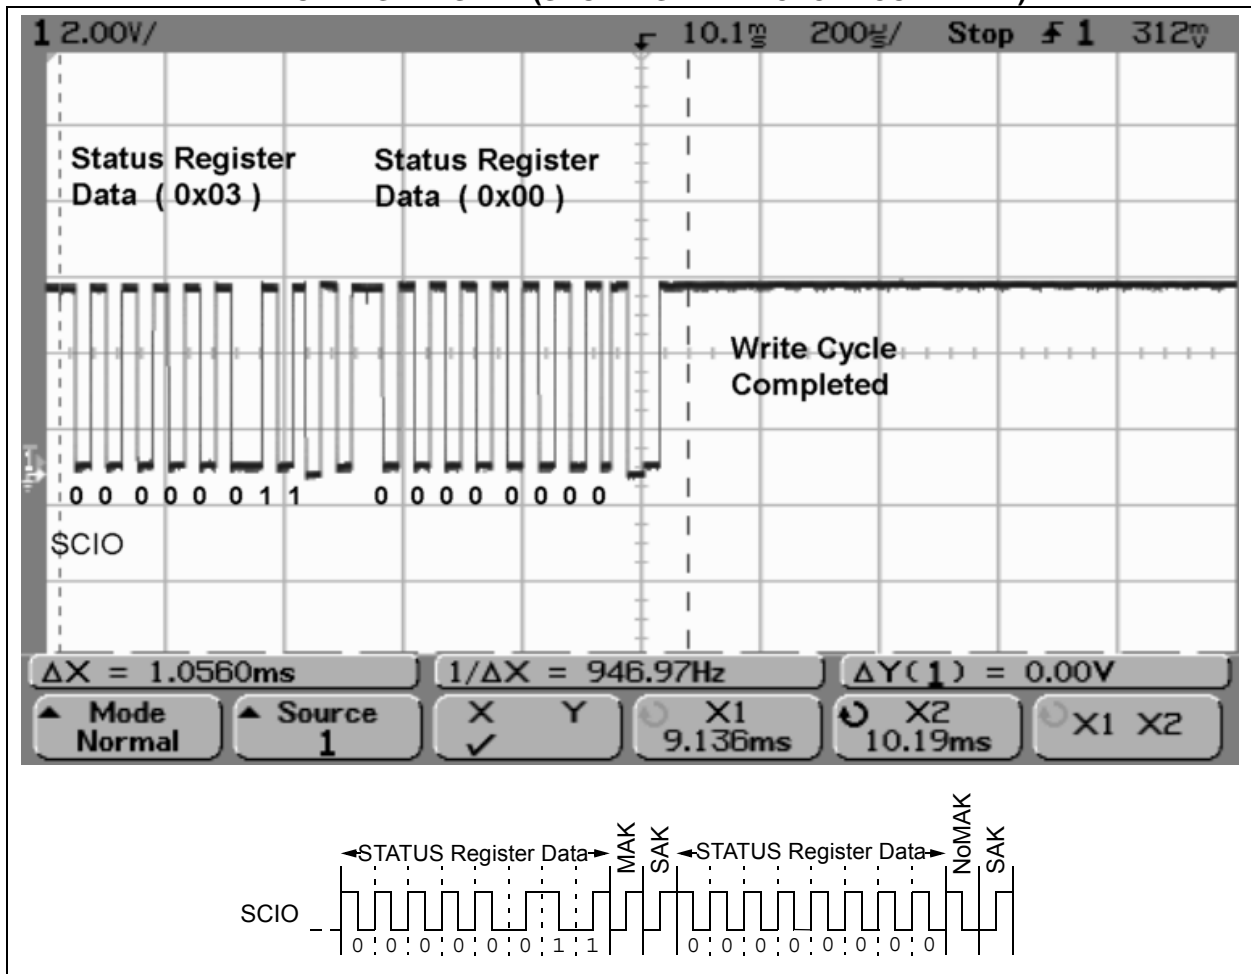 1 2.00V/ 10.1ms 200us/ Stop 1 312mV
Status Register
Data ( 0x03 )
Status Register
Data ( 0x00 )
Write Cycle
Completed
0 0 0 0 0 0 1 1 0 0 0 0 0 0 0 0
SCIO
ΔX = 1.0560ms 1/ΔX = 946.97Hz ΔY(1) = 0.00V
Mode
Normal
Source
1
X Y
✓
X1
9.136ms
X2
10.19ms
X1 X2
STATUS Register Data MAK SAK STATUS Register Data NoMAK SAK
SCIO
0 0 0 0 0 0 1 1 0 0 0 0 0 0 0 0